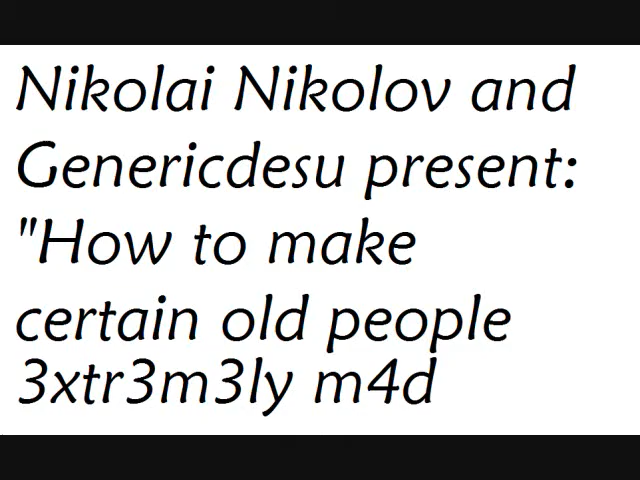 Nikolai Nikolov and
Genericdesu present:
"How to make
certain old people
3xtr3m3ly m4d